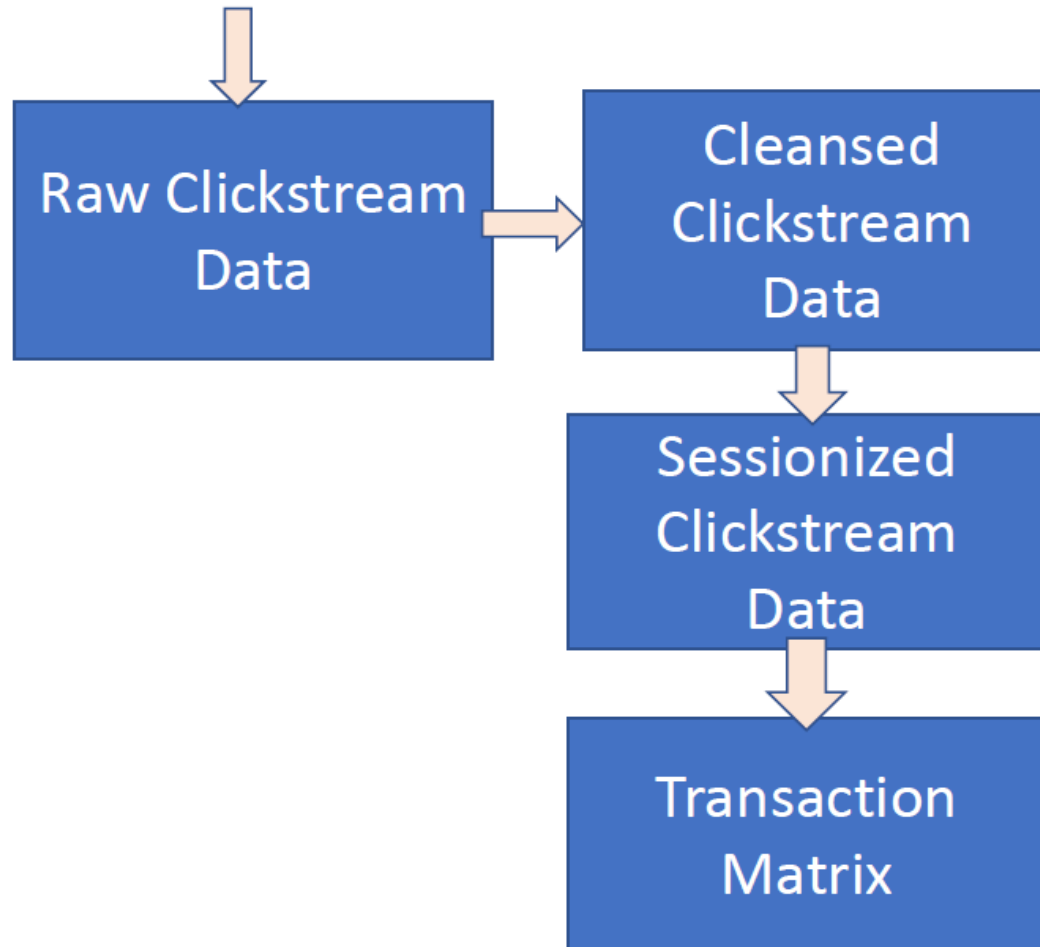 Raw Clickstream
Data
Cleansed
Clickstream
Data
Sessionized
Clickstream
Data
Transaction
Matrix